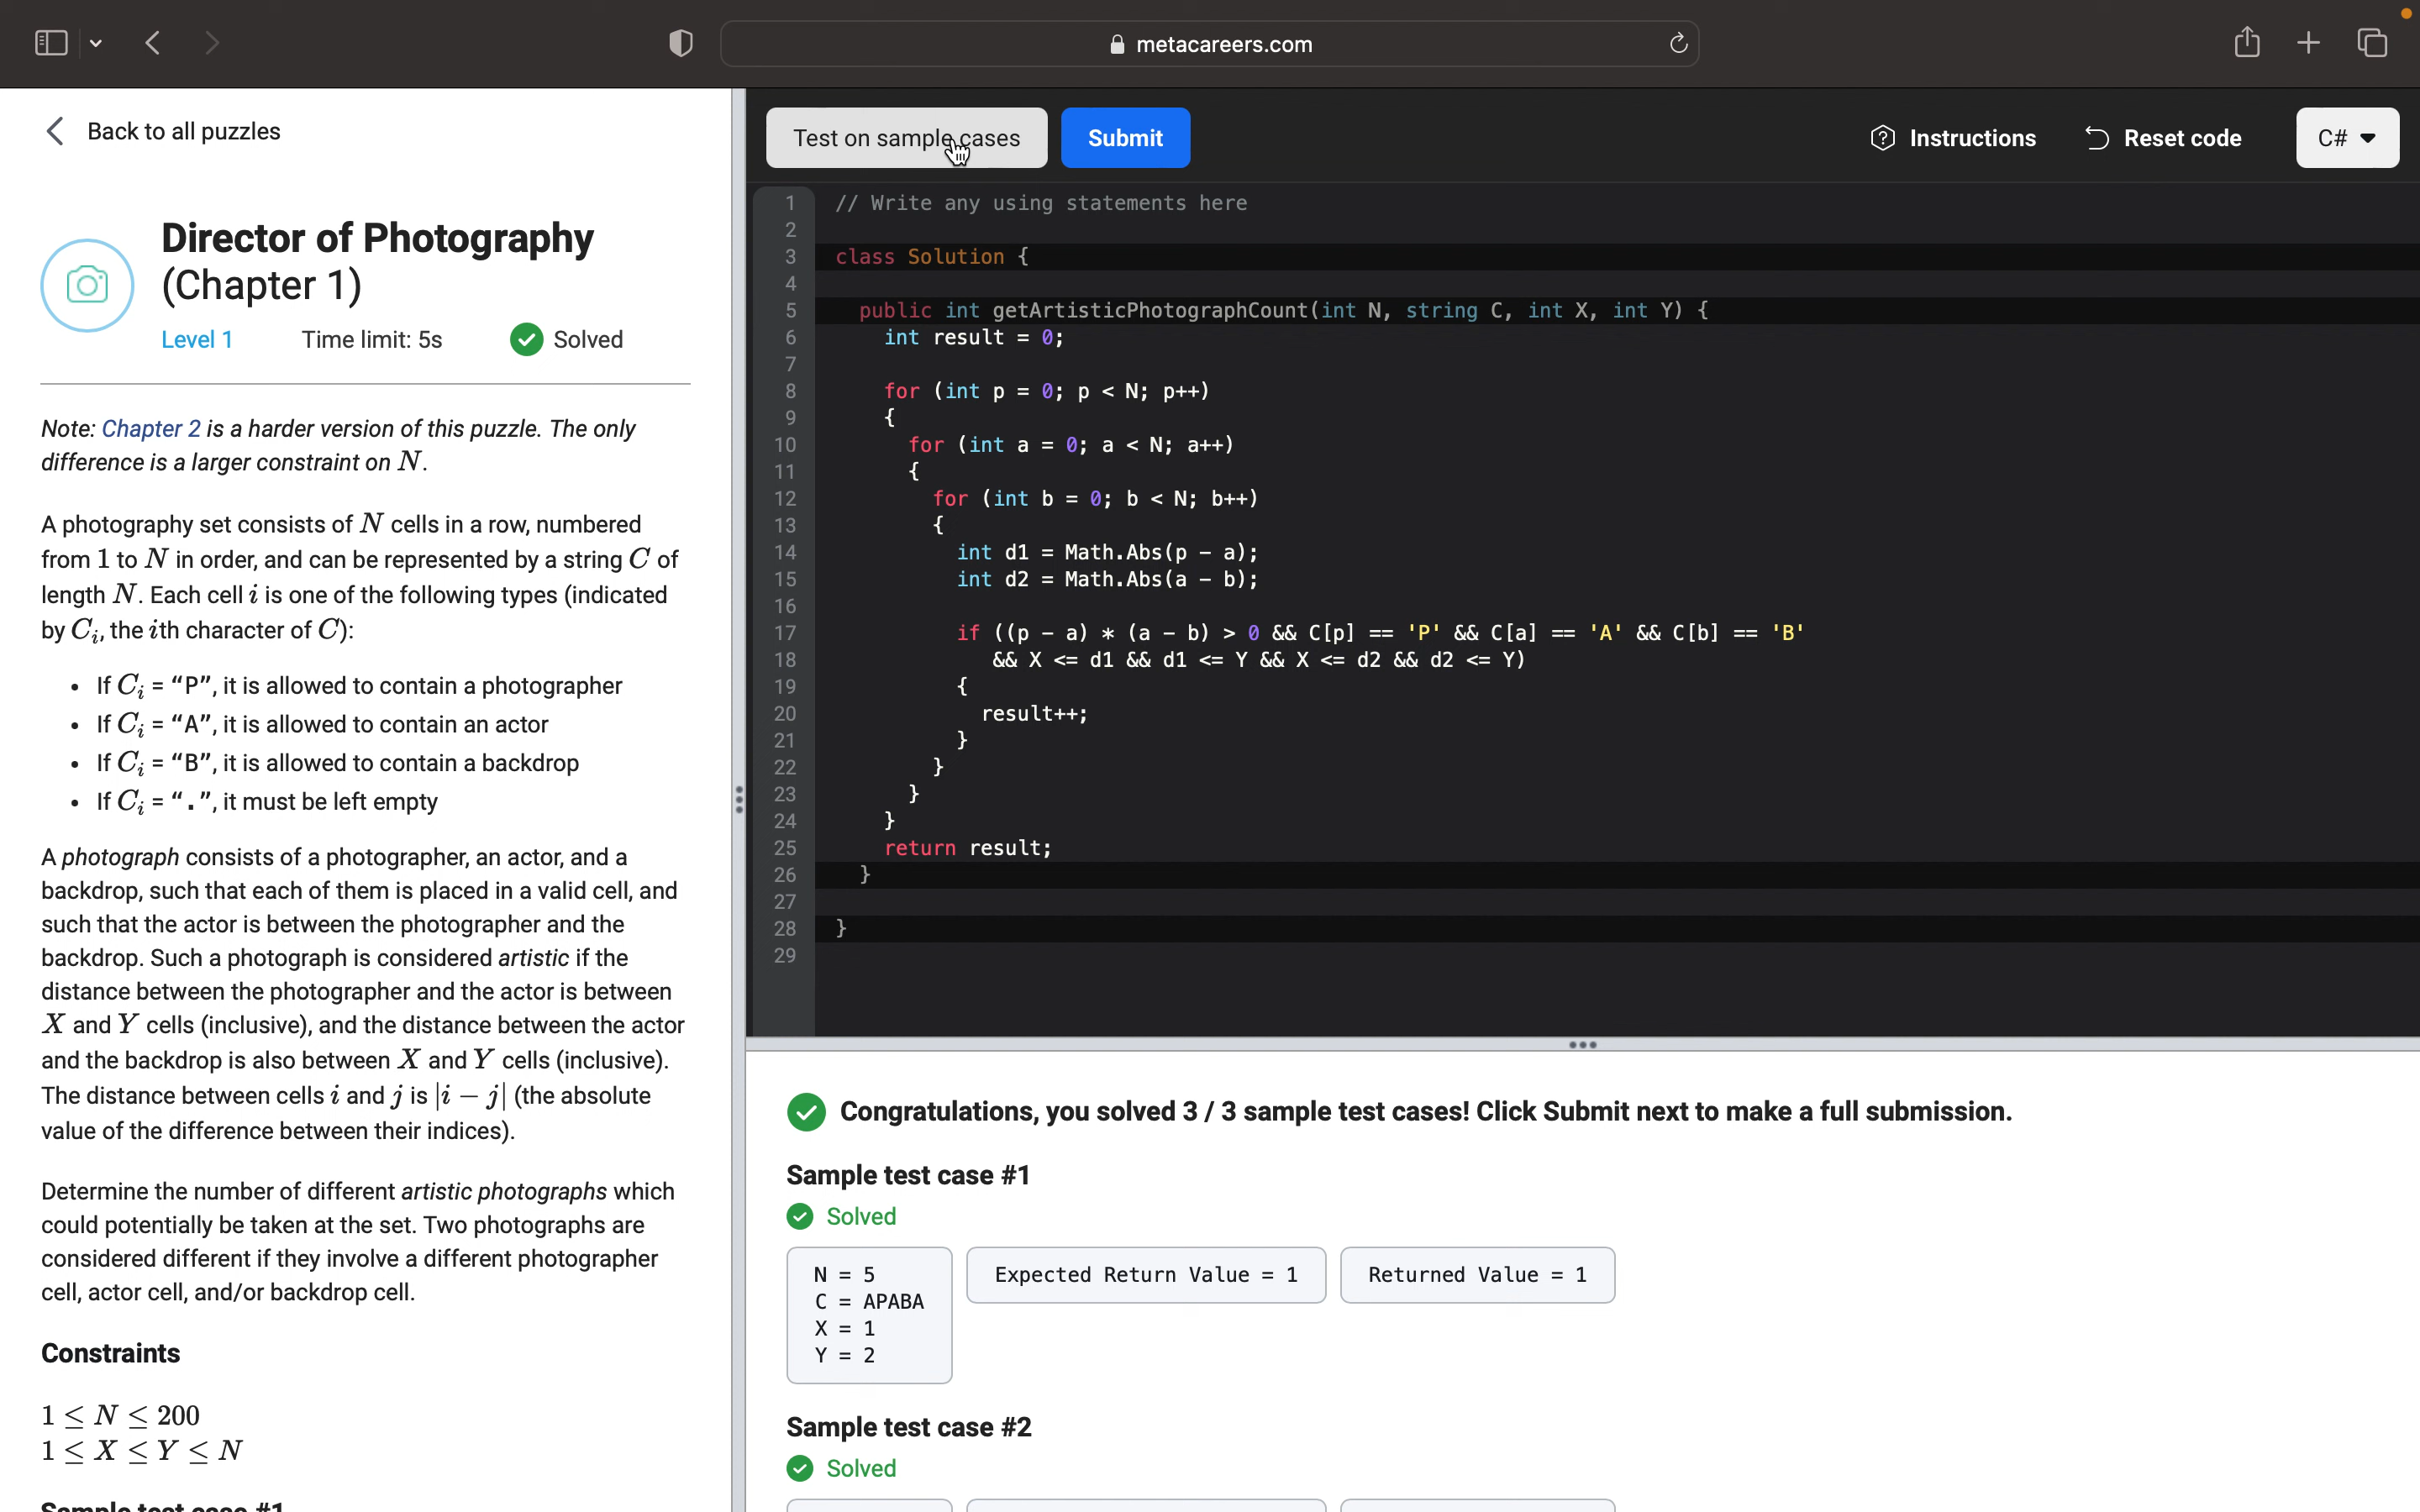 metacareers.com
Back to all puzzles
Director of Photography
(Chapter 1)
Level 1 Time limit: 5s Solved
Note: Chapter 2 is a harder version of this puzzle. The only
difference is a larger constraint on N.
A photography set consists of N cells in a row, numbered
from 1 to N in order, and can be represented by a string C of
length N. Each cell i is one of the following types (indicated
by Cᵢ, the ith character of C):
• If Cᵢ = “P”, it is allowed to contain a photographer
• If Cᵢ = “A”, it is allowed to contain an actor
• If Cᵢ = “B”, it is allowed to contain a backdrop
• If Cᵢ = “.”, it must be left empty
A photograph consists of a photographer, an actor, and a
backdrop, such that each of them is placed in a valid cell, and
such that the actor is between the photographer and the
backdrop. Such a photograph is considered artistic if the
distance between the photographer and the actor is between
X and Y cells (inclusive), and the distance between the actor
and the backdrop is also between X and Y cells (inclusive).
The distance between cells i and j is |i − j| (the absolute
value of the difference between their indices).
Determine the number of different artistic photographs which
could potentially be taken at the set. Two photographs are
considered different if they involve a different photographer
cell, actor cell, and/or backdrop cell.
Constraints
1 ≤ N ≤ 200
1 ≤ X ≤ Y ≤ N
Sample test case #1
Test on sample cases Submit Instructions Reset code C#
1 // Write any using statements here
2
3 class Solution {
4
5 public int getArtisticPhotographCount(int N, string C, int X, int Y) {
6 int result = 0;
7
8 for (int p = 0; p < N; p++)
9 {
10 for (int a = 0; a < N; a++)
11 {
12 for (int b = 0; b < N; b++)
13 {
14 int d1 = Math.Abs(p - a);
15 int d2 = Math.Abs(a - b);
16
17 if ((p - a) * (a - b) > 0 && C[p] == 'P' && C[a] == 'A' && C[b] == 'B'
18 && X <= d1 && d1 <= Y && X <= d2 && d2 <= Y)
19 {
20 result++;
21 }
22 }
23 }
24 }
25 return result;
26 }
27
28 }
29
Congratulations, you solved 3 / 3 sample test cases! Click Submit next to make a full submission.
Sample test case #1
Solved
N = 5
C = APABA
X = 1
Y = 2
Expected Return Value = 1
Returned Value = 1
Sample test case #2
Solved